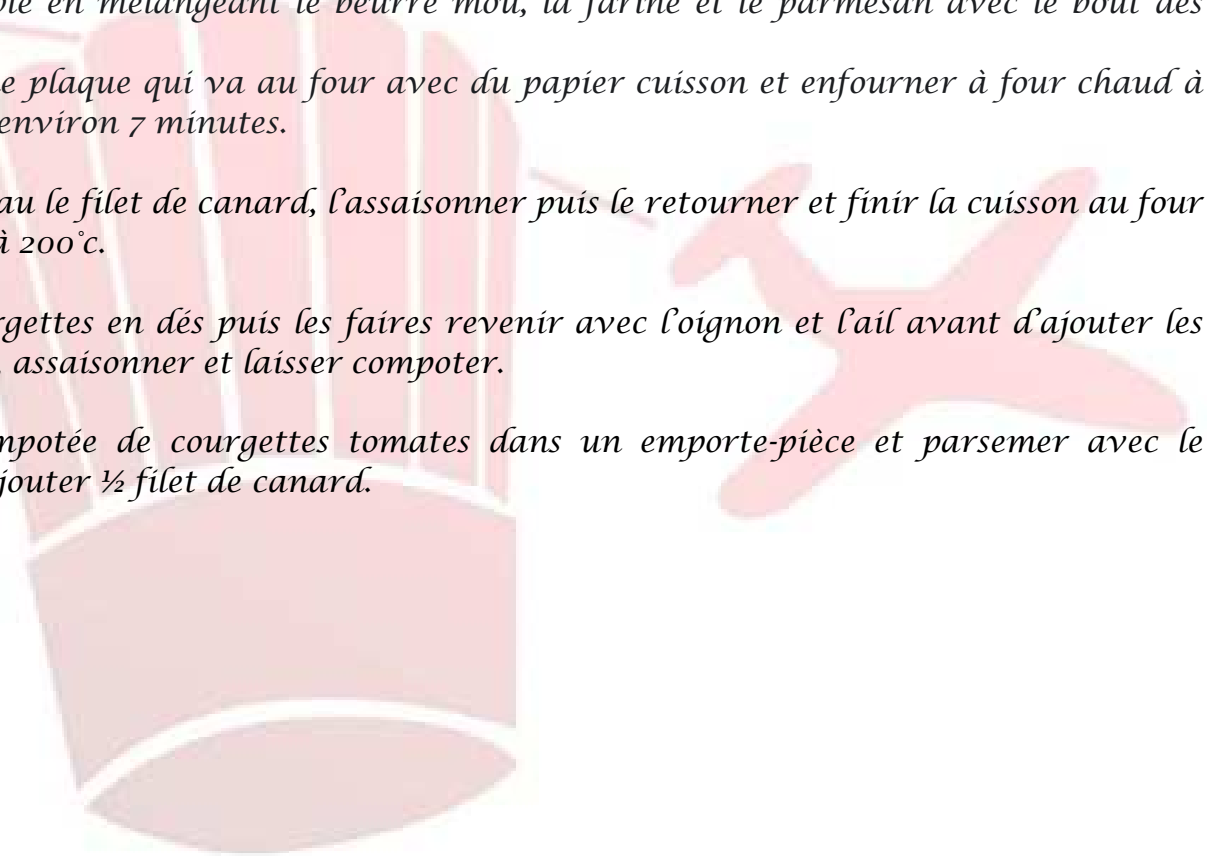 en mélangeant le beurre mou, la farine et le parmesan avec le bout des
plaque qui va au four avec du papier cuisson et enfourner à four chaud à
environ 7 minutes.
le filet de canard, l'assaisonner puis le retourner et finir la cuisson au four
à 200°c.
en dés puis les faires revenir avec l'oignon et l'ail avant d'ajouter les
assaisonner et laisser compoter.
de courgettes tomates dans un emporte-pièce et parsemer avec le
½ filet de canard.